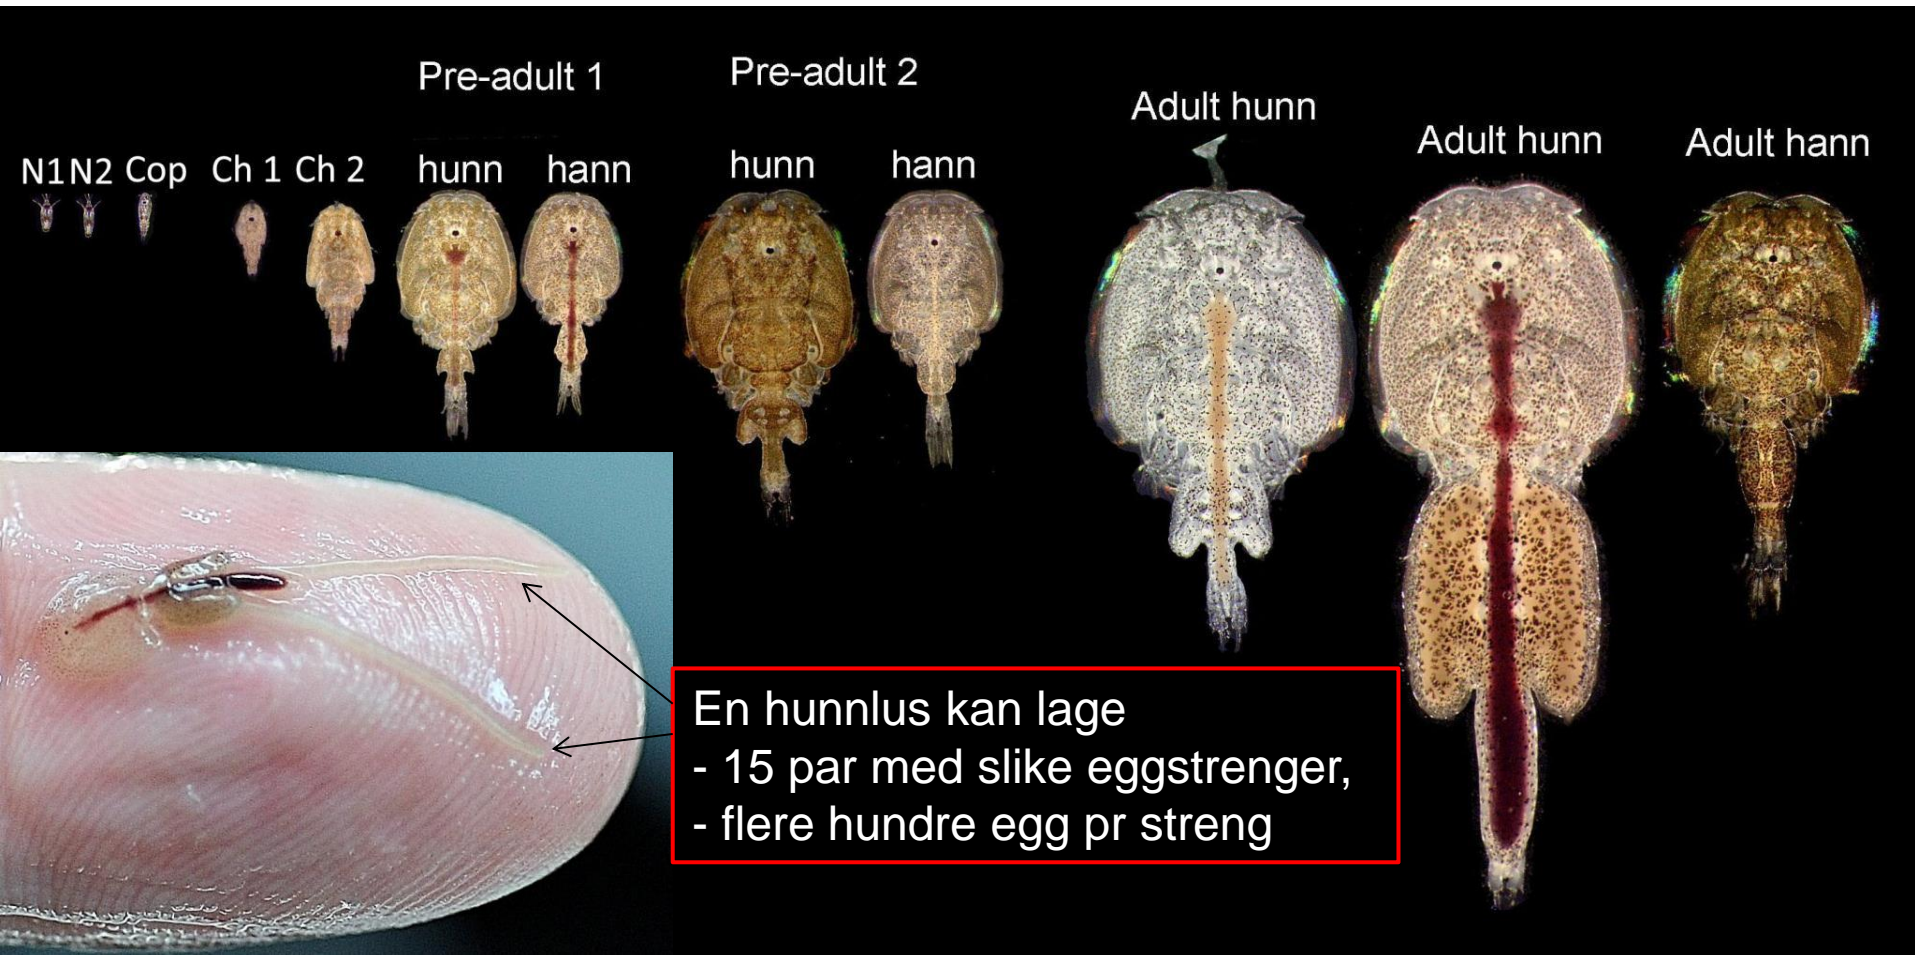 Pre-adult 1
Pre-adult 2
Adult hunn
Adult hunn
Adult hann
N1 N2 Cop Ch 1 Ch 2
hunn hann
hunn hann
En hunnlus kan lage
- 15 par med slike eggstrenger,
- flere hundre egg pr streng